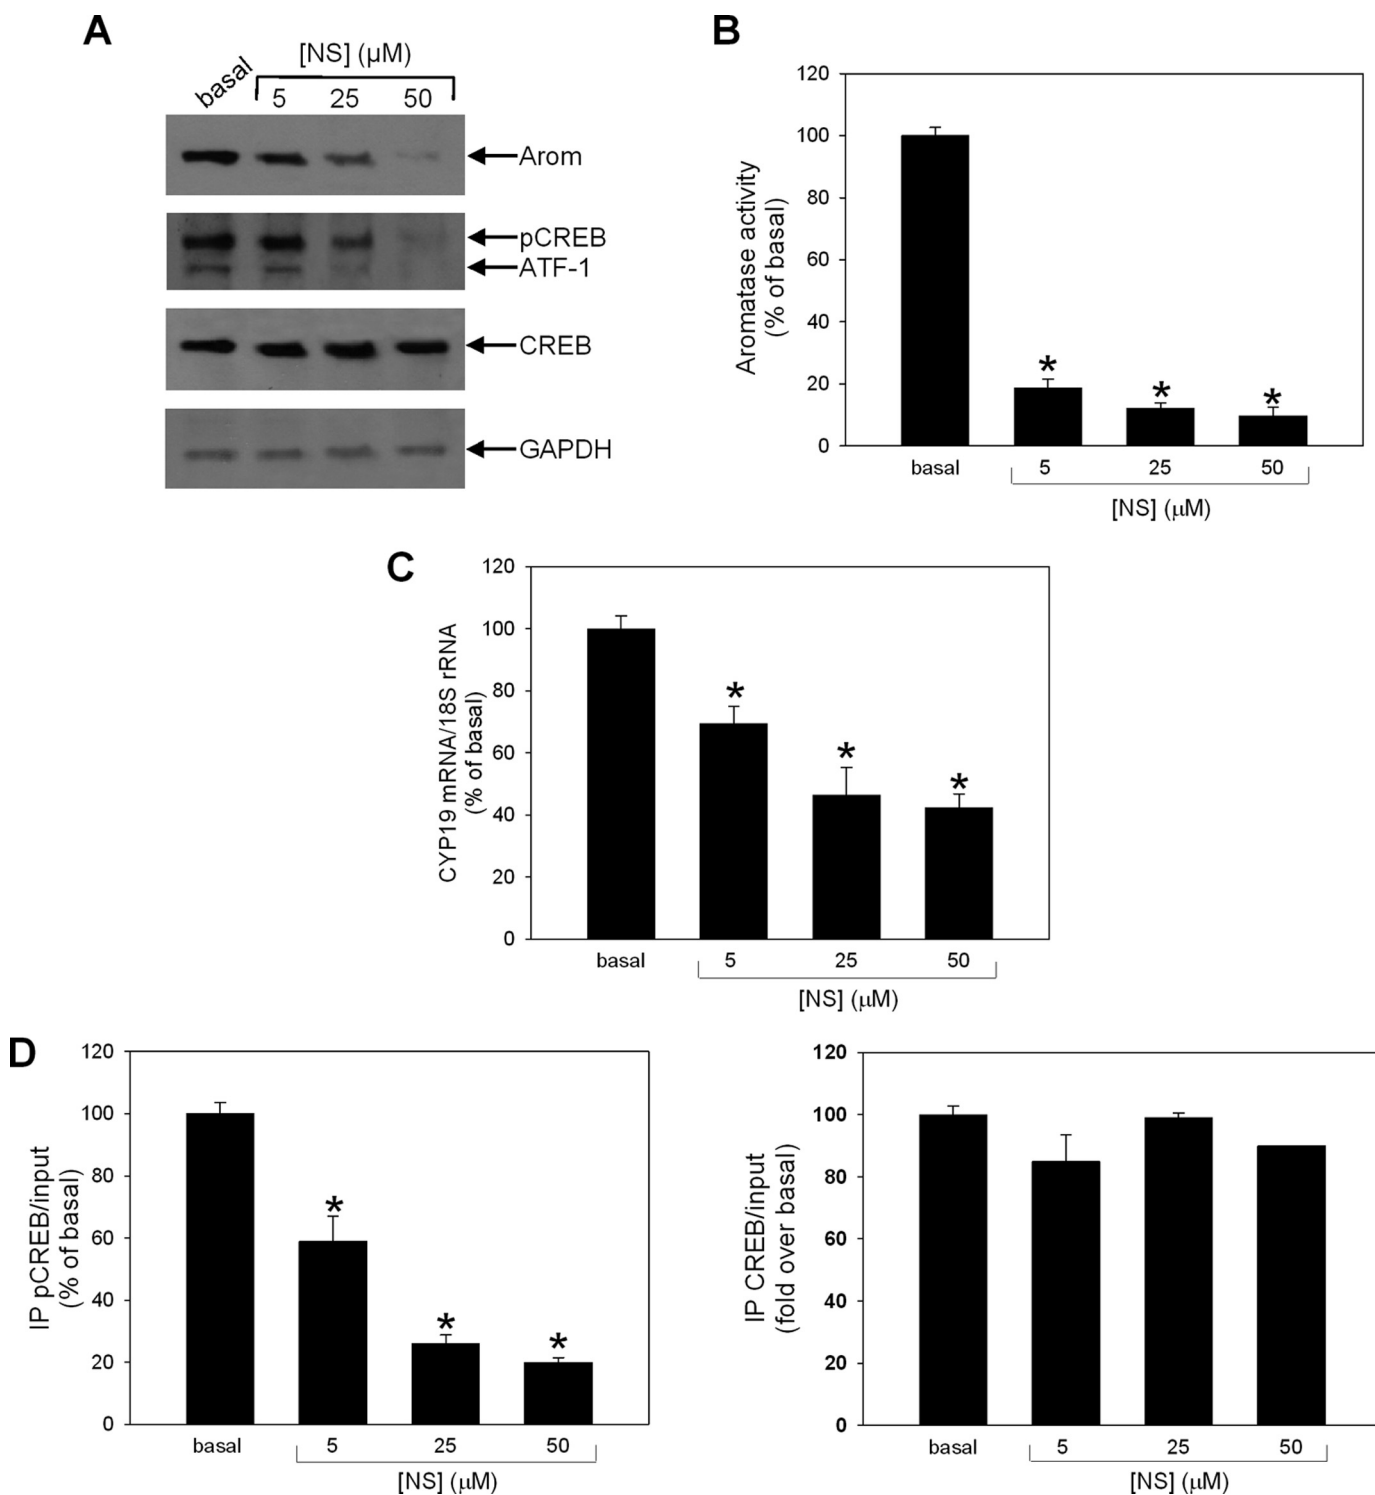 A
[NS] (µM)
basal
5 25 50
Arom
pCREB
ATF-1
CREB
GAPDH
B
120
100
80
60
40
20
0
Aromatase activity
(% of basal)
*
*
*
basal 5 25 50
[NS] (µM)
C
120
100
80
60
40
20
0
CYP19 mRNA/18S rRNA
(% of basal)
*
*
*
basal 5 25 50
[NS] (µM)
D
120
100
80
60
40
20
0
IP pCREB/input
(% of basal)
*
*
*
basal 5 25 50
[NS] (µM)
120
100
80
60
40
20
0
IP CREB/input
(fold over basal)
basal 5 25 50
[NS] (µM)